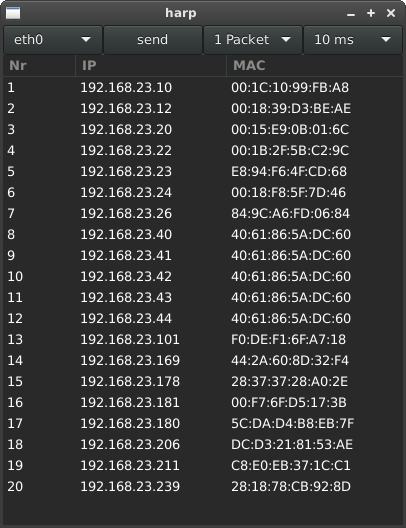 harp
eth0 send 1 Packet 10 ms
Nr IP MAC
1 192.168.23.10 00:1C:10:99:FB:A8
2 192.168.23.12 00:18:39:D3:BE:AE
3 192.168.23.20 00:15:E9:0B:01:6C
4 192.168.23.22 00:1B:2F:5B:C2:9C
5 192.168.23.23 E8:94:F6:4F:CD:68
6 192.168.23.24 00:18:F8:5F:7D:46
7 192.168.23.26 84:9C:A6:FD:06:84
8 192.168.23.40 40:61:86:5A:DC:60
9 192.168.23.41 40:61:86:5A:DC:60
10 192.168.23.42 40:61:86:5A:DC:60
11 192.168.23.43 40:61:86:5A:DC:60
12 192.168.23.44 40:61:86:5A:DC:60
13 192.168.23.101 F0:DE:F1:6F:A7:18
14 192.168.23.169 44:2A:60:8D:32:F4
15 192.168.23.178 28:37:37:28:A0:2E
16 192.168.23.181 00:F7:6F:D5:17:3B
17 192.168.23.180 5C:DA:D4:B8:EB:7F
18 192.168.23.206 DC:D3:21:81:53:AE
19 192.168.23.211 C8:E0:EB:37:1C:C1
20 192.168.23.239 28:18:78:CB:92:8D